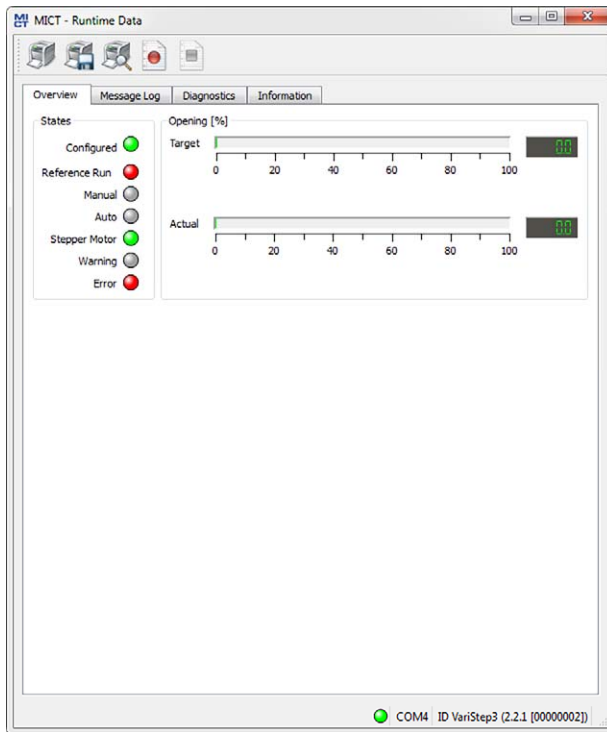 MICT MICT - Runtime Data
Overview Message Log Diagnostics Information
States
Configured
Reference Run
Manual
Auto
Stepper Motor
Warning
Error
Opening [%]
Target
0.0
0 20 40 60 80 100
Actual
0.0
0 20 40 60 80 100
COM4 ID VariStep3 (2.2.1 [00000002])